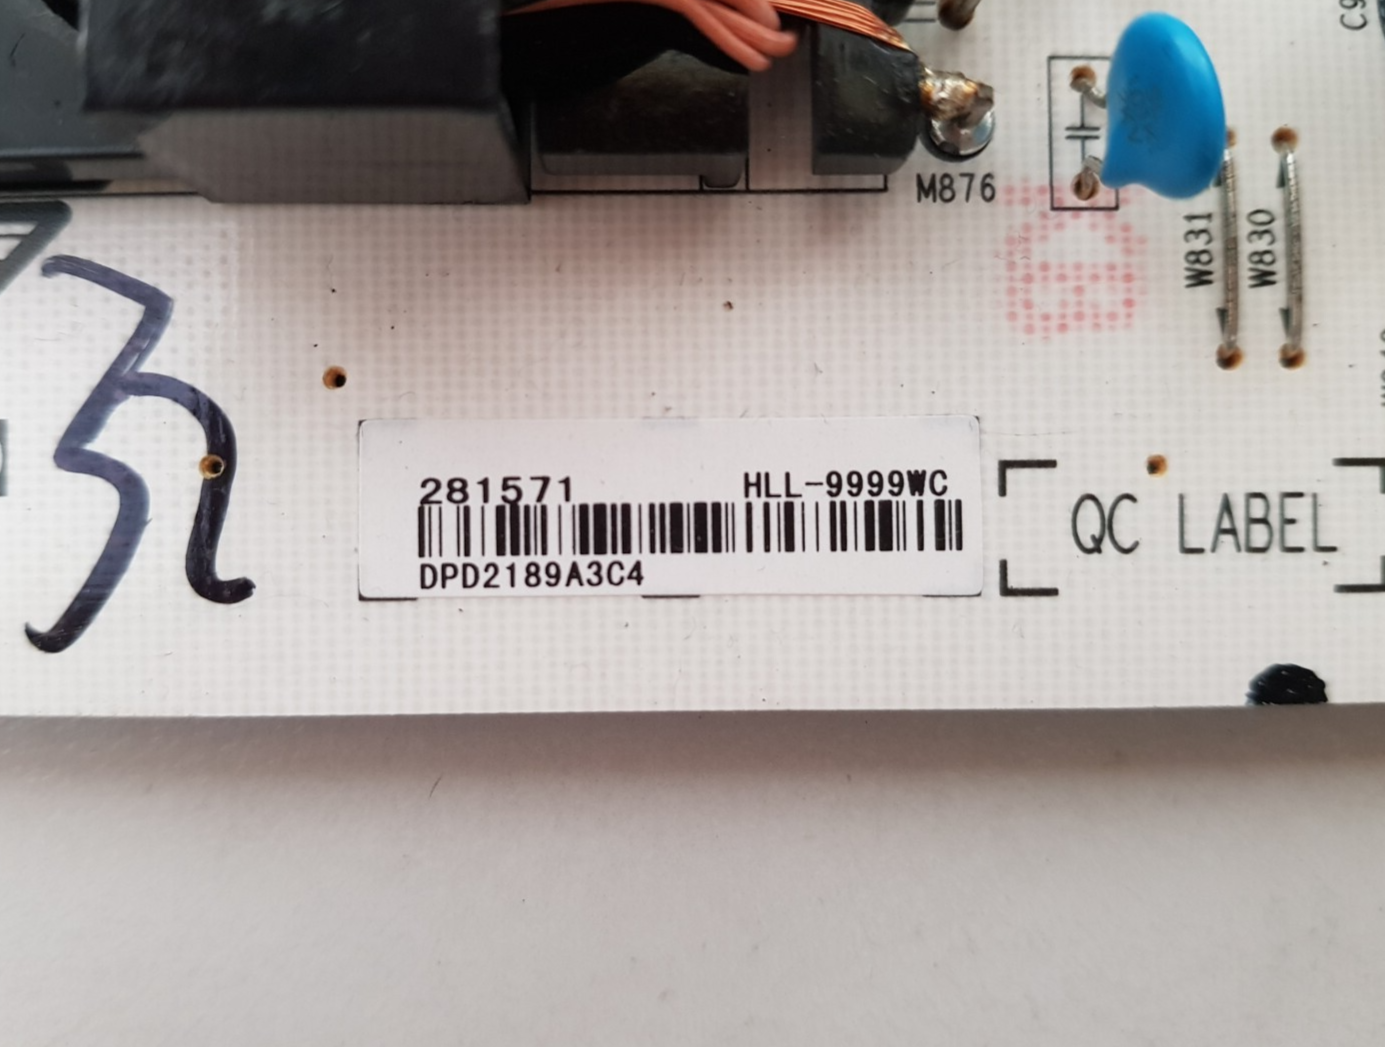 M876
W831
W830
281571 HLL-9999WC
DPD2189A3C4
QC LABEL